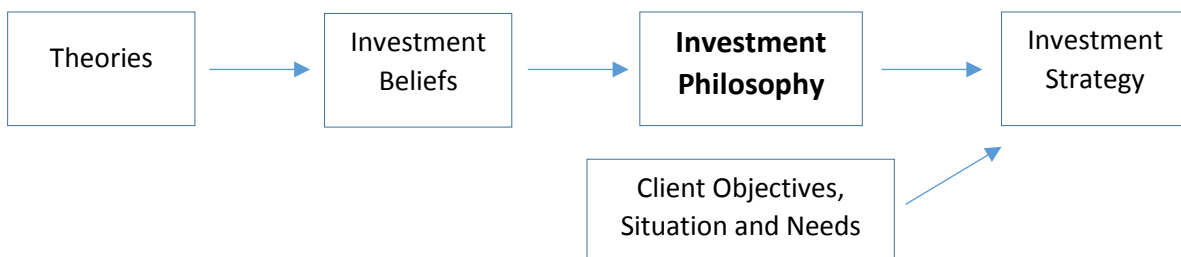 Theories
Investment
Beliefs
Investment
Philosophy
Investment
Strategy
Client Objectives,
Situation and Needs